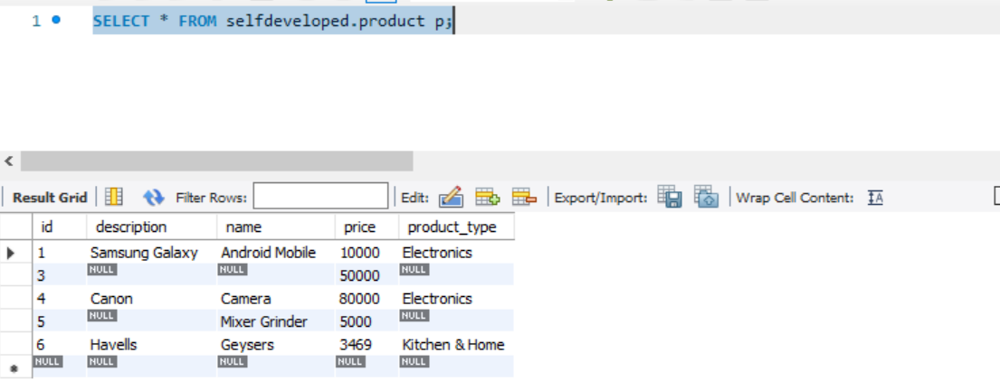 1 SELECT * FROM selfdeveloped.product p;
Result Grid Filter Rows: Edit: Export/Import: Wrap Cell Content: IA
id description name price product_type
1 Samsung Galaxy Android Mobile 10000 Electronics
3 NULL NULL 50000 NULL
4 Canon Camera 80000 Electronics
5 NULL Mixer Grinder 5000 NULL
6 Havells Geysers 3469 Kitchen & Home
NULL NULL NULL NULL NULL